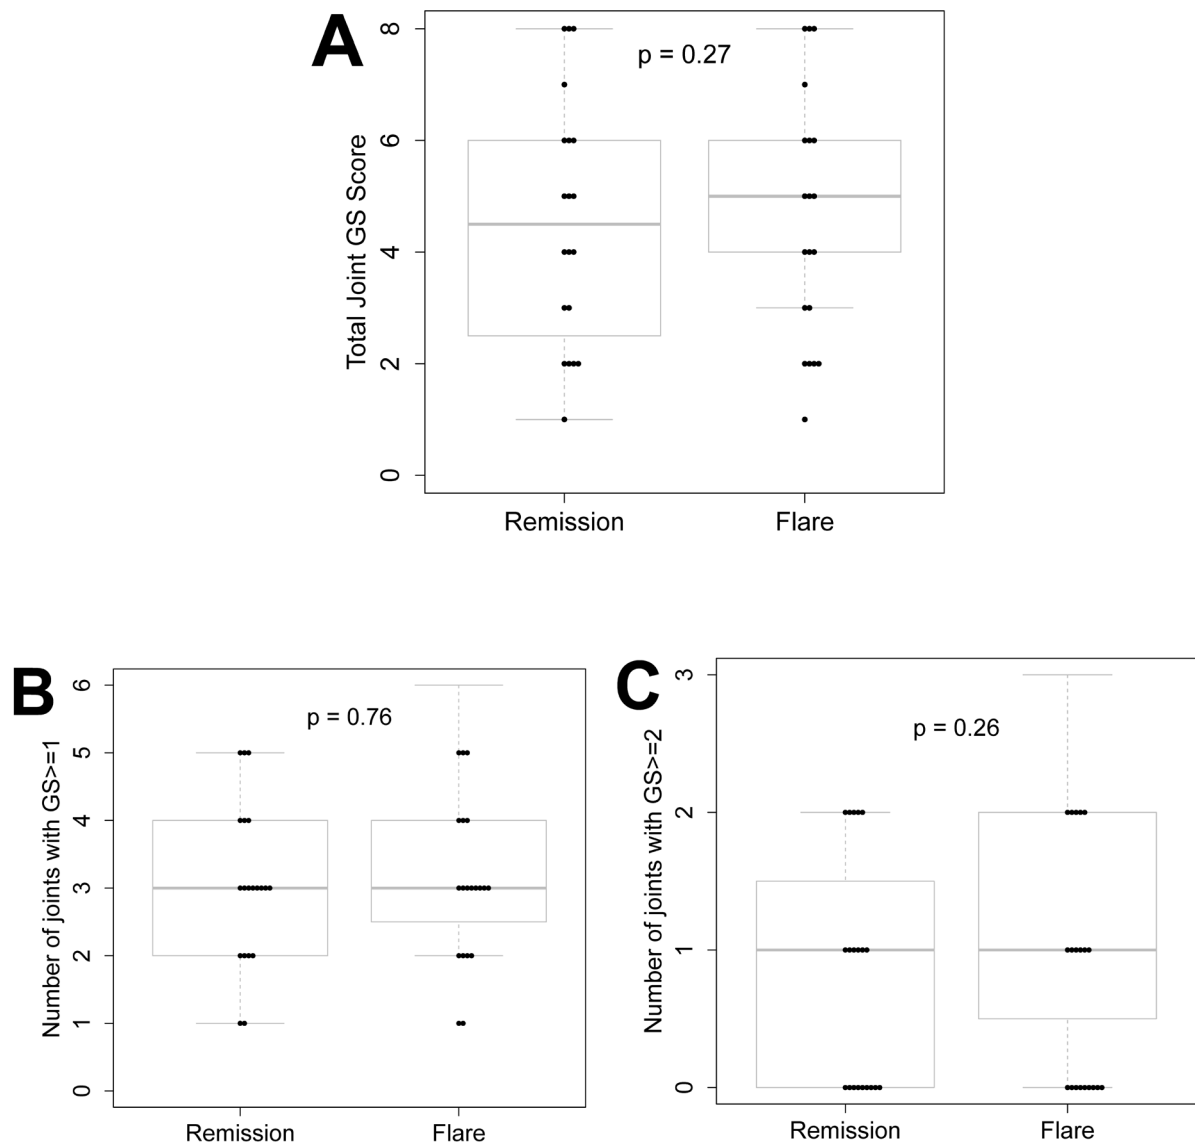 A
p = 0.27
Total Joint GS Score
8
6
4
2
0
Remission
Flare
B
p = 0.76
Number of joints with GS>=1
6
5
4
3
2
1
0
Remission
Flare
C
p = 0.26
Number of joints with GS>=2
3
2
1
0
Remission
Flare